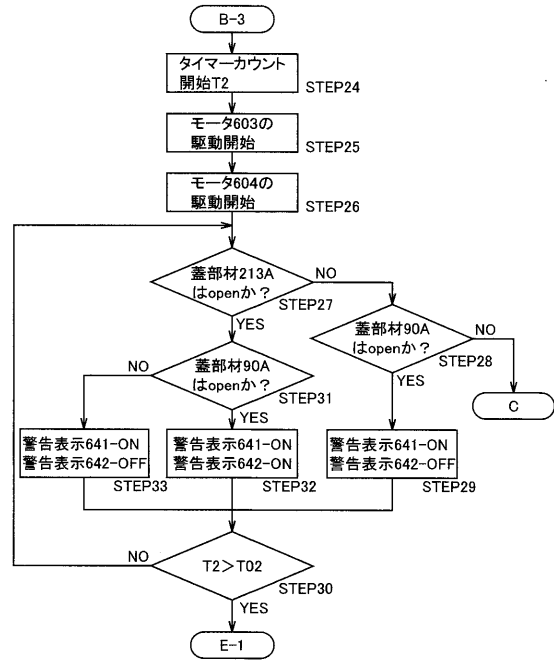 B-3
タイマーカウント
開始T2
STEP24
モータ603の
駆動開始
STEP25
モータ604の
駆動開始
STEP26
蓋部材213A
はopenか？
NO
STEP27
YES
蓋部材90A
はopenか？
NO
STEP28
YES
C
NO
蓋部材90A
はopenか？
STEP31
YES
警告表示641-ON
警告表示642-OFF
STEP33
警告表示641-ON
警告表示642-ON
STEP32
警告表示641-ON
警告表示642-OFF
STEP29
NO
T2＞T02
STEP30
YES
E-1